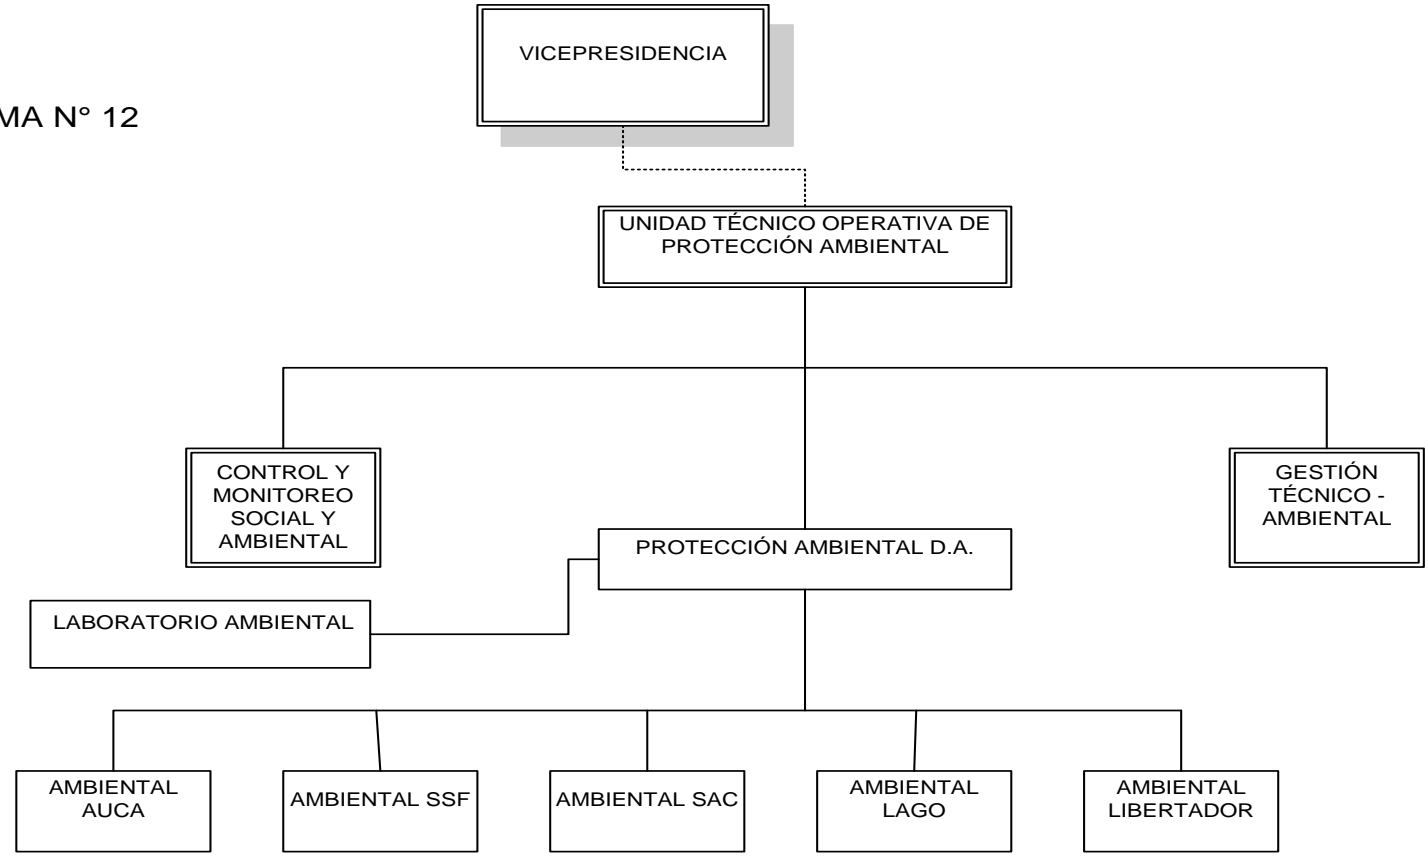 VICEPRESIDENCIA
MA N° 12
UNIDAD TÉCNICO OPERATIVA DE
PROTECCIÓN AMBIENTAL
CONTROL Y
MONITOREO
SOCIAL Y
AMBIENTAL
GESTIÓN
TÉCNICO -
AMBIENTAL
PROTECCIÓN AMBIENTAL D.A.
LABORATORIO AMBIENTAL
AMBIENTAL
AUCA
AMBIENTAL SSF
AMBIENTAL SAC
AMBIENTAL
LAGO
AMBIENTAL
LIBERTADOR